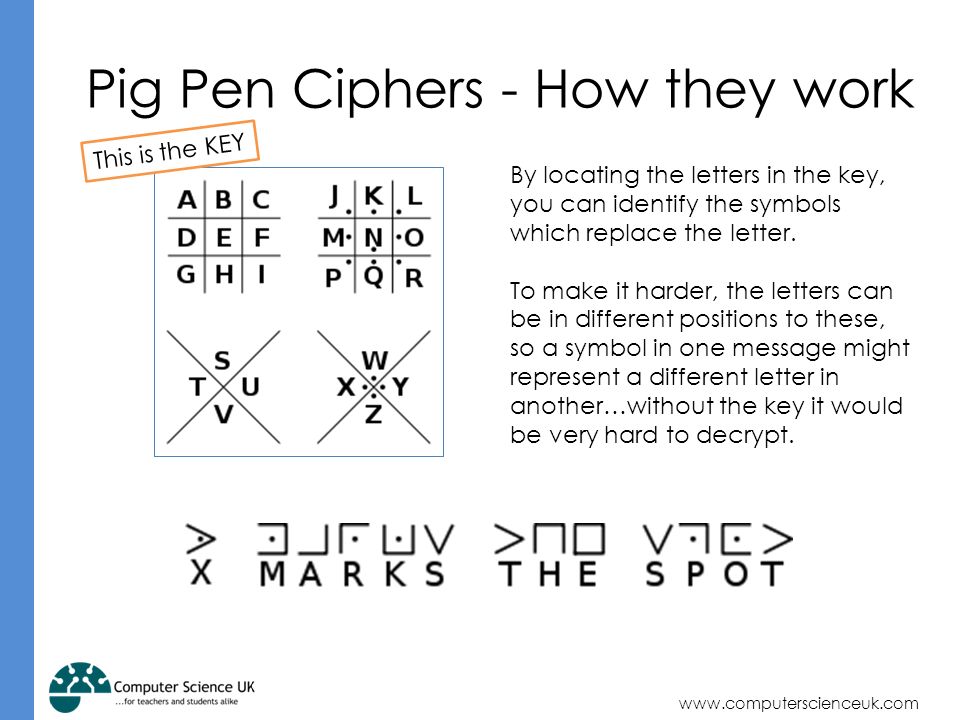 Pig Pen Ciphers - How they work
This is the KEY
A B C
D E F
G H I
J K L
M N O
P Q R
S
T U
V
W
X Y
Z
By locating the letters in the key,
you can identify the symbols
which replace the letter.
To make it harder, the letters can
be in different positions to these,
so a symbol in one message might
represent a different letter in
another…without the key it would
be very hard to decrypt.
X MARKS THE SPOT
Computer Science UK
...for teachers and students alike
www.computerscienceuk.com